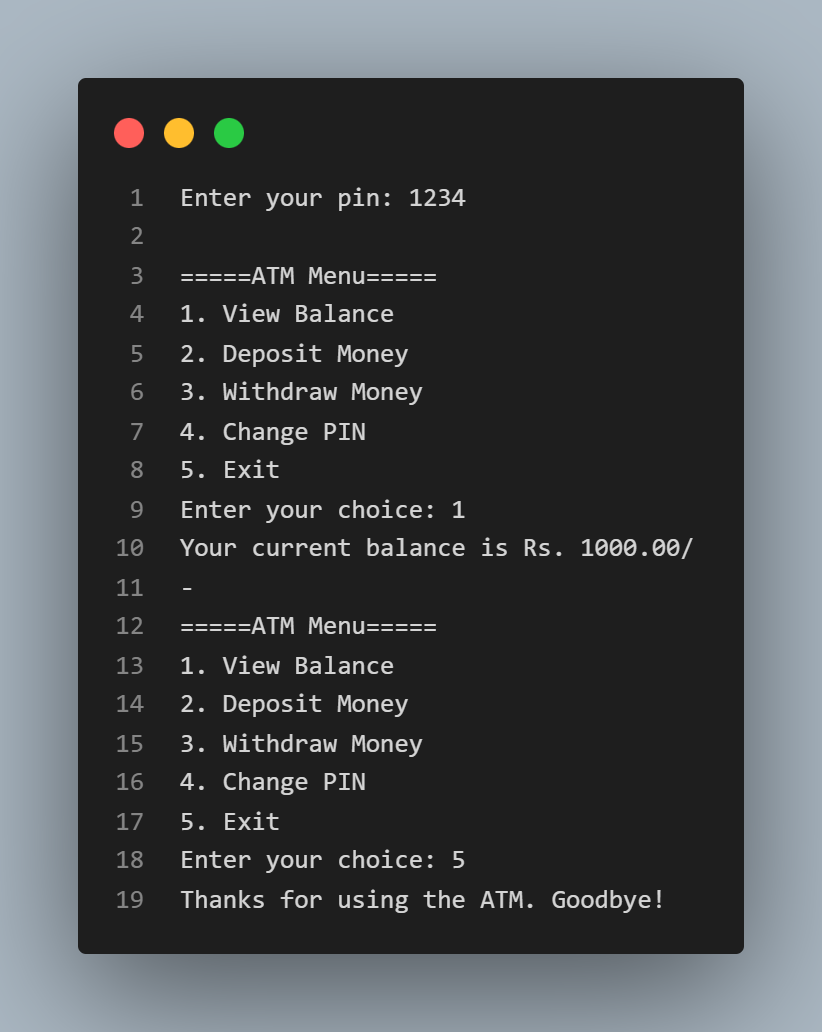 1 Enter your pin: 1234
2
3 =====ATM Menu=====
4 1. View Balance
5 2. Deposit Money
6 3. Withdraw Money
7 4. Change PIN
8 5. Exit
9 Enter your choice: 1
10 Your current balance is Rs. 1000.00/
11 -
12 =====ATM Menu=====
13 1. View Balance
14 2. Deposit Money
15 3. Withdraw Money
16 4. Change PIN
17 5. Exit
18 Enter your choice: 5
19 Thanks for using the ATM. Goodbye!